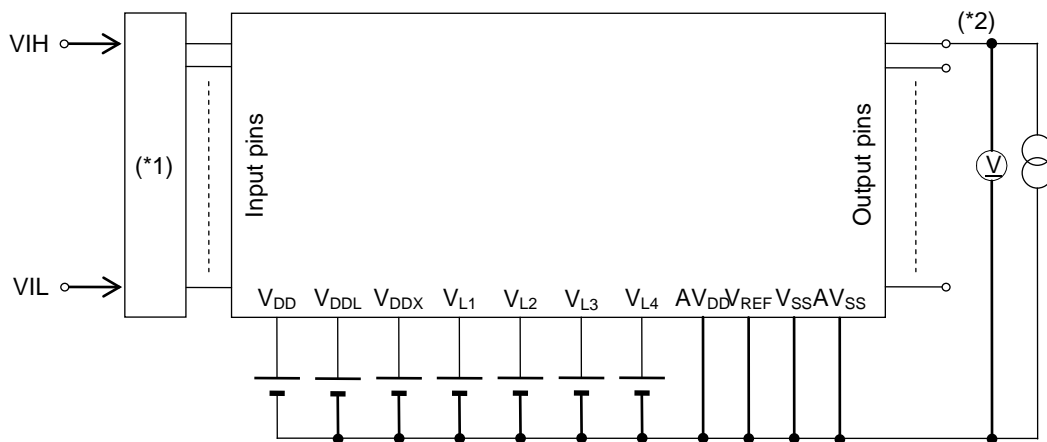 VIH
(*2)
(*1)
Input pins
Output pins
V
VIL
VDD VDDL VDDX VL1 VL2 VL3 VL4 AVDD VREF VSS AVSS